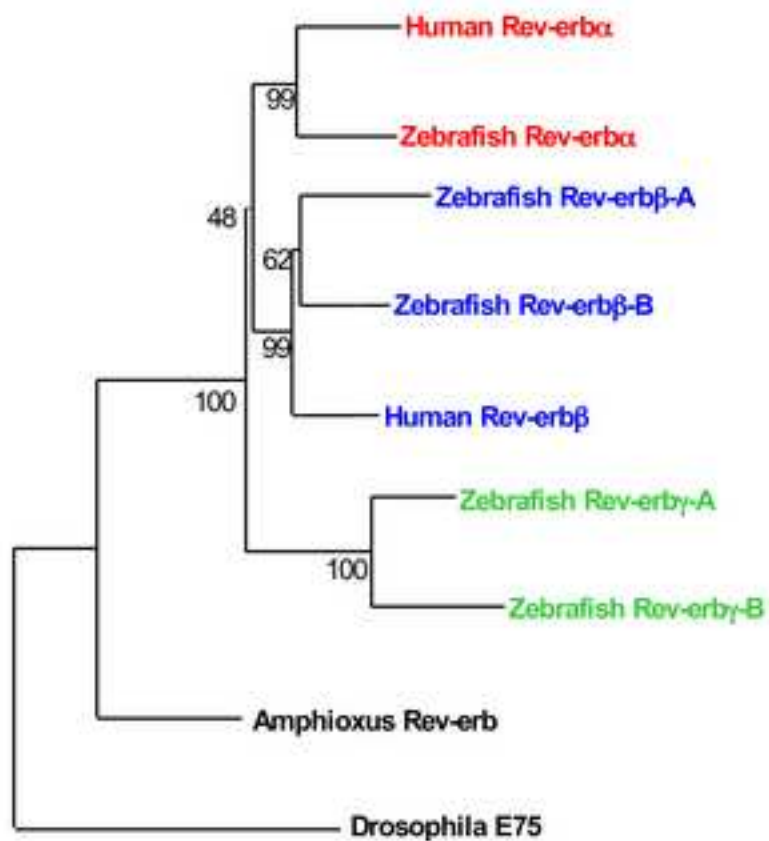 Human Rev-erbα
99
Zebrafish Rev-erbα
Zebrafish Rev-erbβ-A
48
62
Zebrafish Rev-erbβ-B
99
100
Human Rev-erbβ
Zebrafish Rev-erbγ-A
100
Zebrafish Rev-erbγ-B
Amphioxus Rev-erb
Drosophila E75